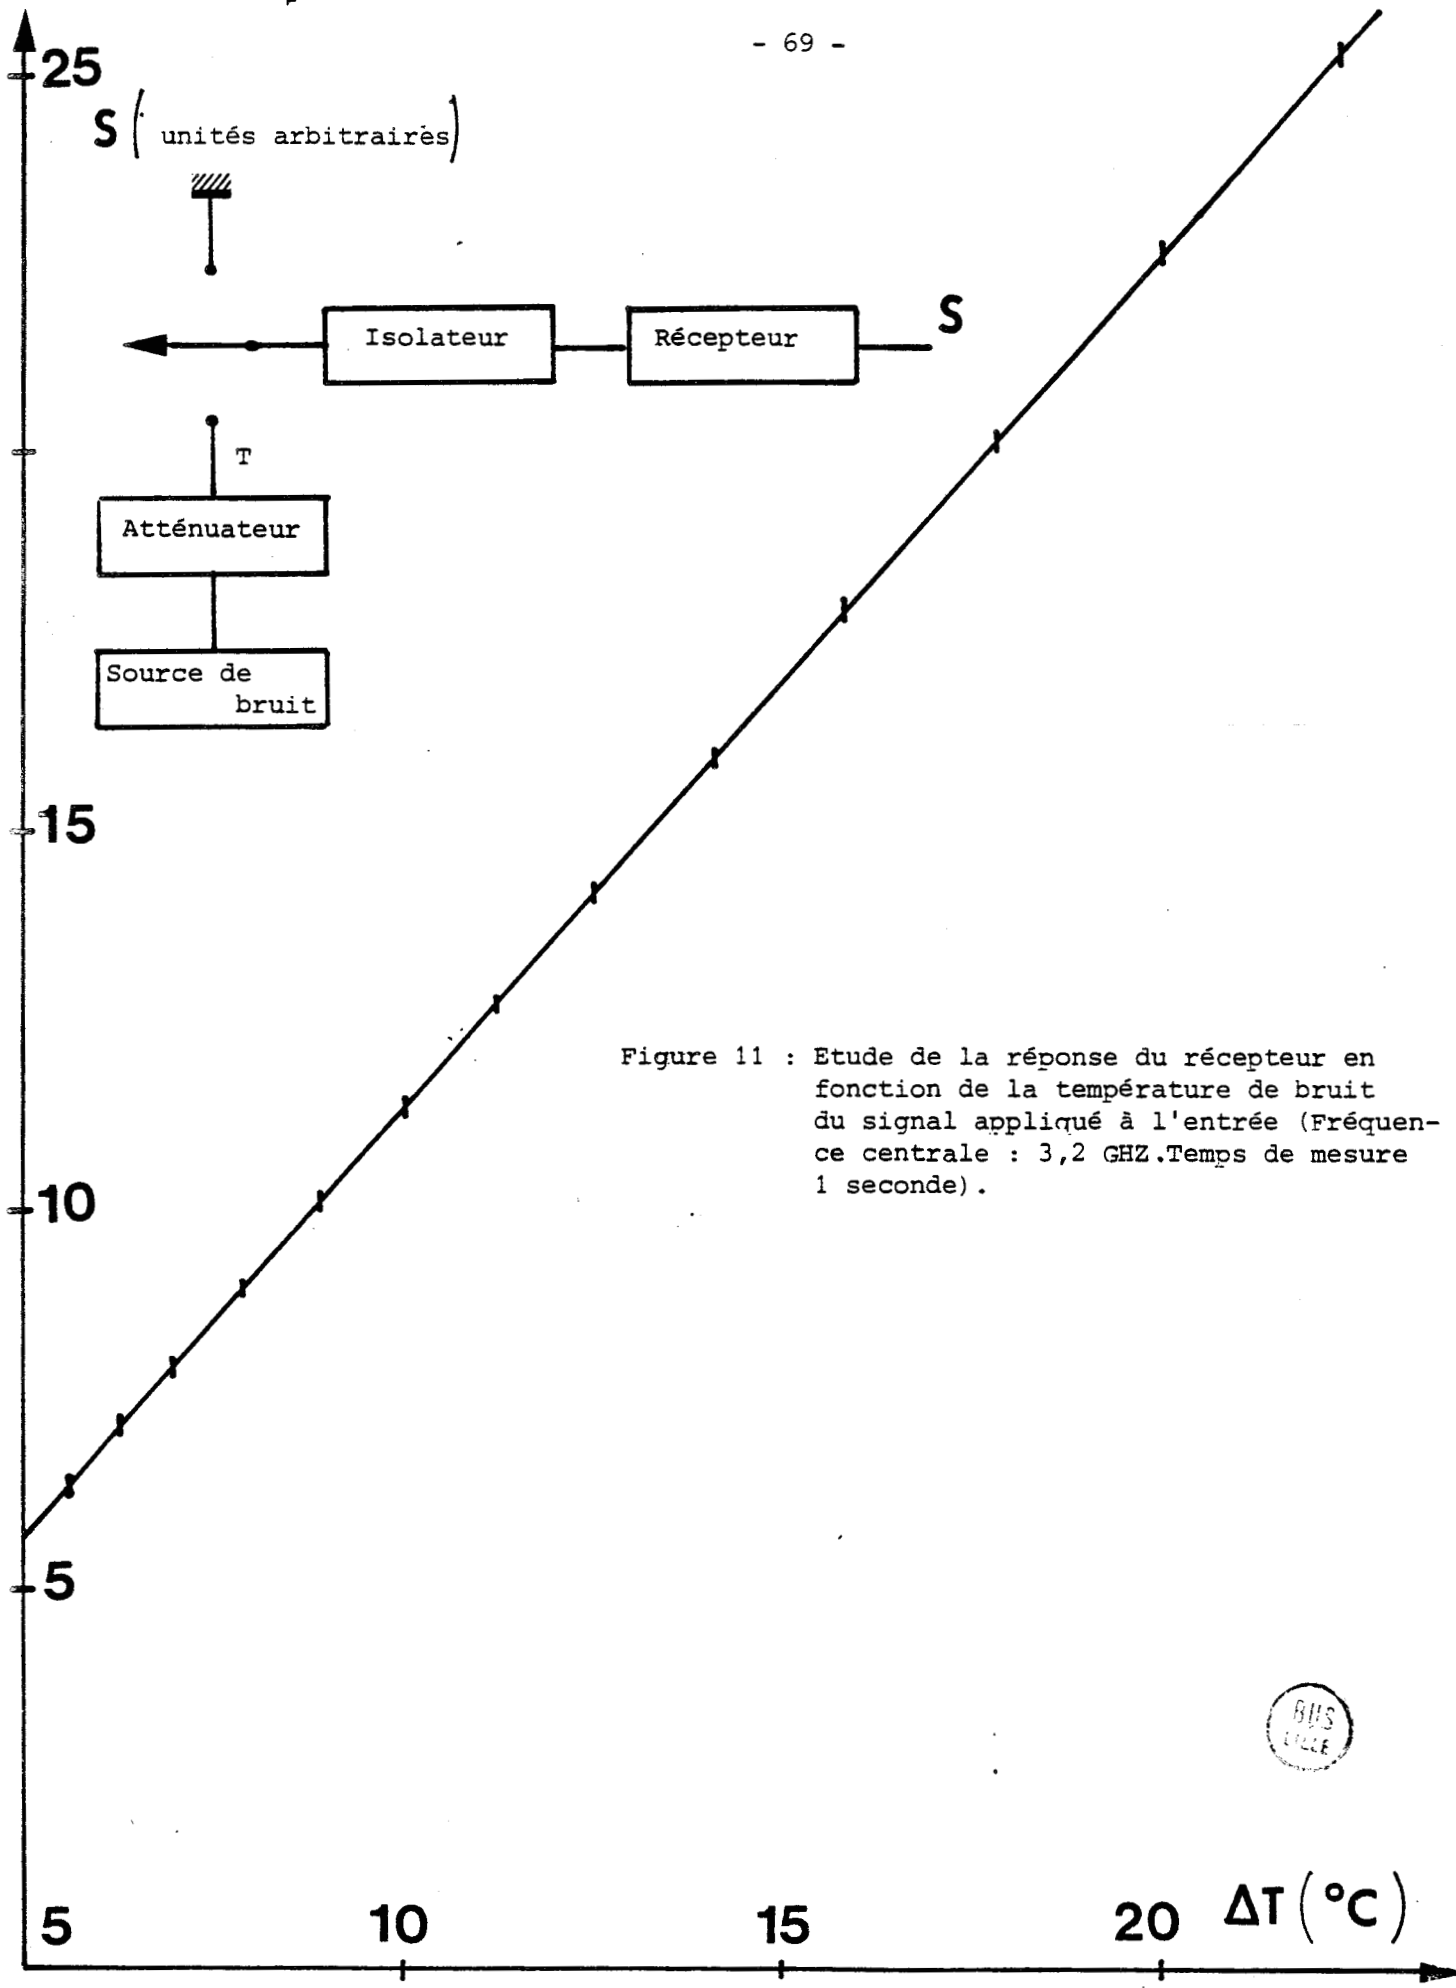 - 69 -
25
S ( unités arbitraires)
Isolateur
Récepteur
S
T
Atténuateur
Source de
bruit
15
Figure 11 : Etude de la réponse du récepteur en
fonction de la température de bruit
du signal appliqué à l'entrée (Fréquen-
ce centrale : 3,2 GHZ.Temps de mesure
1 seconde).
10
5
BUS
LILLE
5
10
15
20
ΔT (°C)